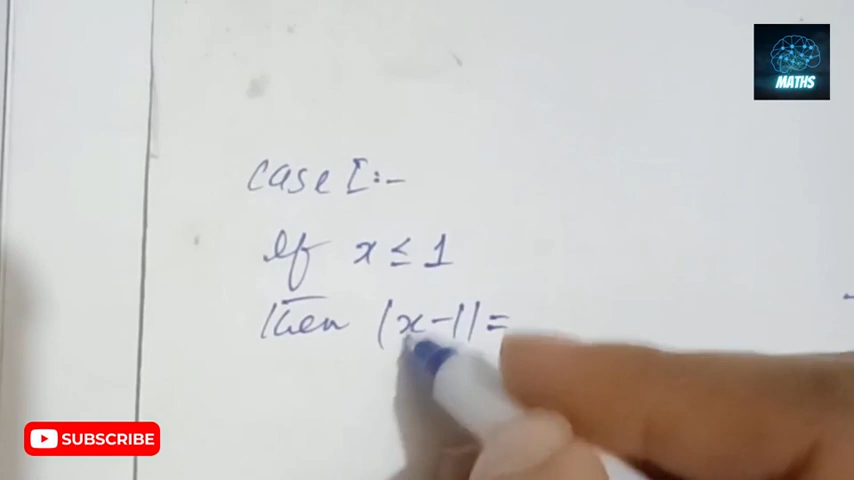 MATHS
Case I:-
If x ≤ 1
Then |x-1| =
SUBSCRIBE